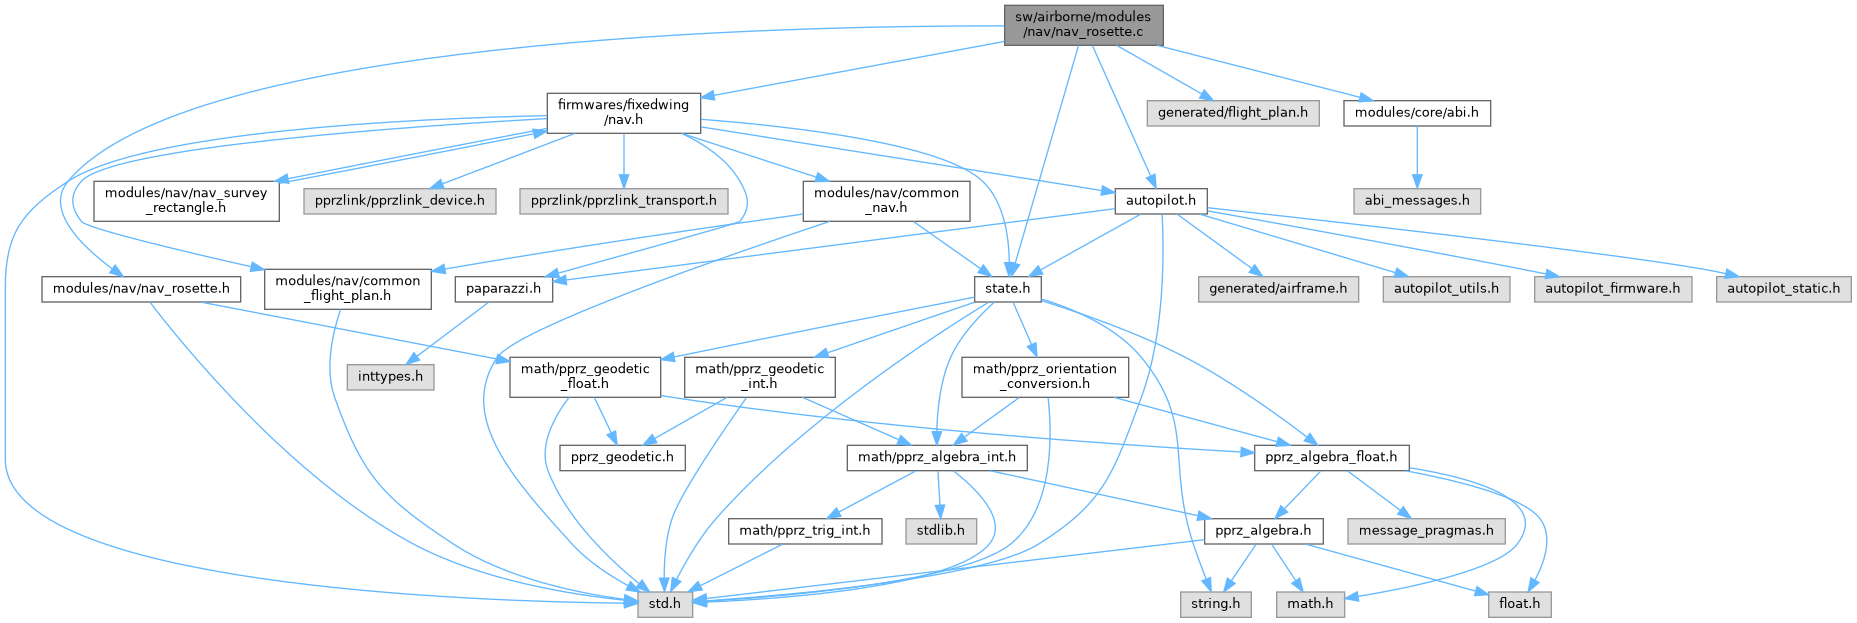 sw/airborne/modules
/nav/nav_rosette.c
firmwares/fixedwing
/nav.h
generated/flight_plan.h
modules/core/abi.h
modules/nav/nav_survey
_rectangle.h
pprzlink/pprzlink_device.h
pprzlink/pprzlink_transport.h
modules/nav/common
_nav.h
autopilot.h
abi_messages.h
modules/nav/nav_rosette.h
modules/nav/common
_flight_plan.h
paparazzi.h
state.h
generated/airframe.h
autopilot_utils.h
autopilot_firmware.h
autopilot_static.h
inttypes.h
math/pprz_geodetic
_float.h
math/pprz_geodetic
_int.h
math/pprz_orientation
_conversion.h
pprz_geodetic.h
math/pprz_algebra_int.h
pprz_algebra_float.h
math/pprz_trig_int.h
stdlib.h
pprz_algebra.h
message_pragmas.h
std.h
string.h
math.h
float.h